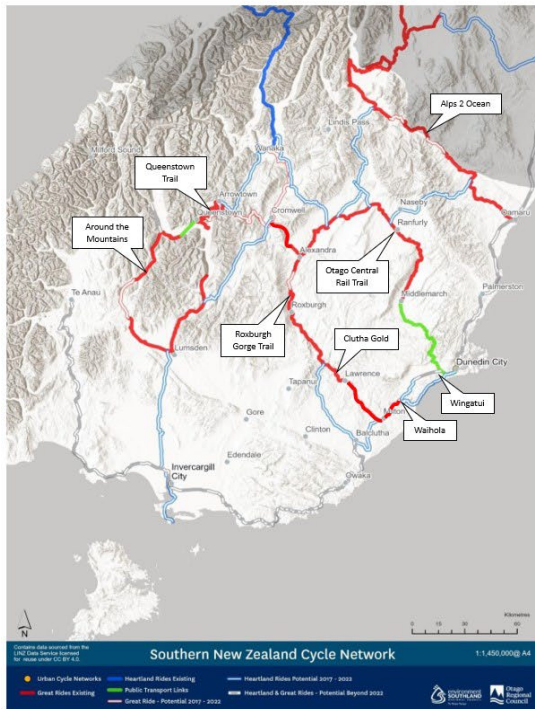 Alps 2 Ocean
Lindis Pass
Milford Sound
Wanaka
Queenstown
Trail
Arrowtown
Queenstown
Cromwell
Naseby
Ranfurly
Oamaru
Around the
Mountains
Alexandra
Otago Central
Rail Trail
Te Anau
Palmerston
Middlemarch
Roxburgh
Roxburgh
Gorge Trail
Clutha Gold
Lumsden
Dunedin City
Tapanui
Lawrence
Wingatui
Gore
Milton
Waihola
Clinton
Balclutha
Edendale
Invercargill
City
Owaka
N
Kilometres
0 15 30 60
Contains data sourced from the
LINZ Data Service licensed
for reuse under CC BY 4.0.
Southern New Zealand Cycle Network
1:1,450,000@ A4
Urban Cycle Networks
Heartland Rides Existing
Heartland Rides Potential 2017 - 2022
Great Rides Existing
Public Transport Links
Heartland & Great Rides - Potential Beyond 2022
Great Ride - Potential 2017 - 2022
environment
SOUTHLAND
Otago
Regional
Council